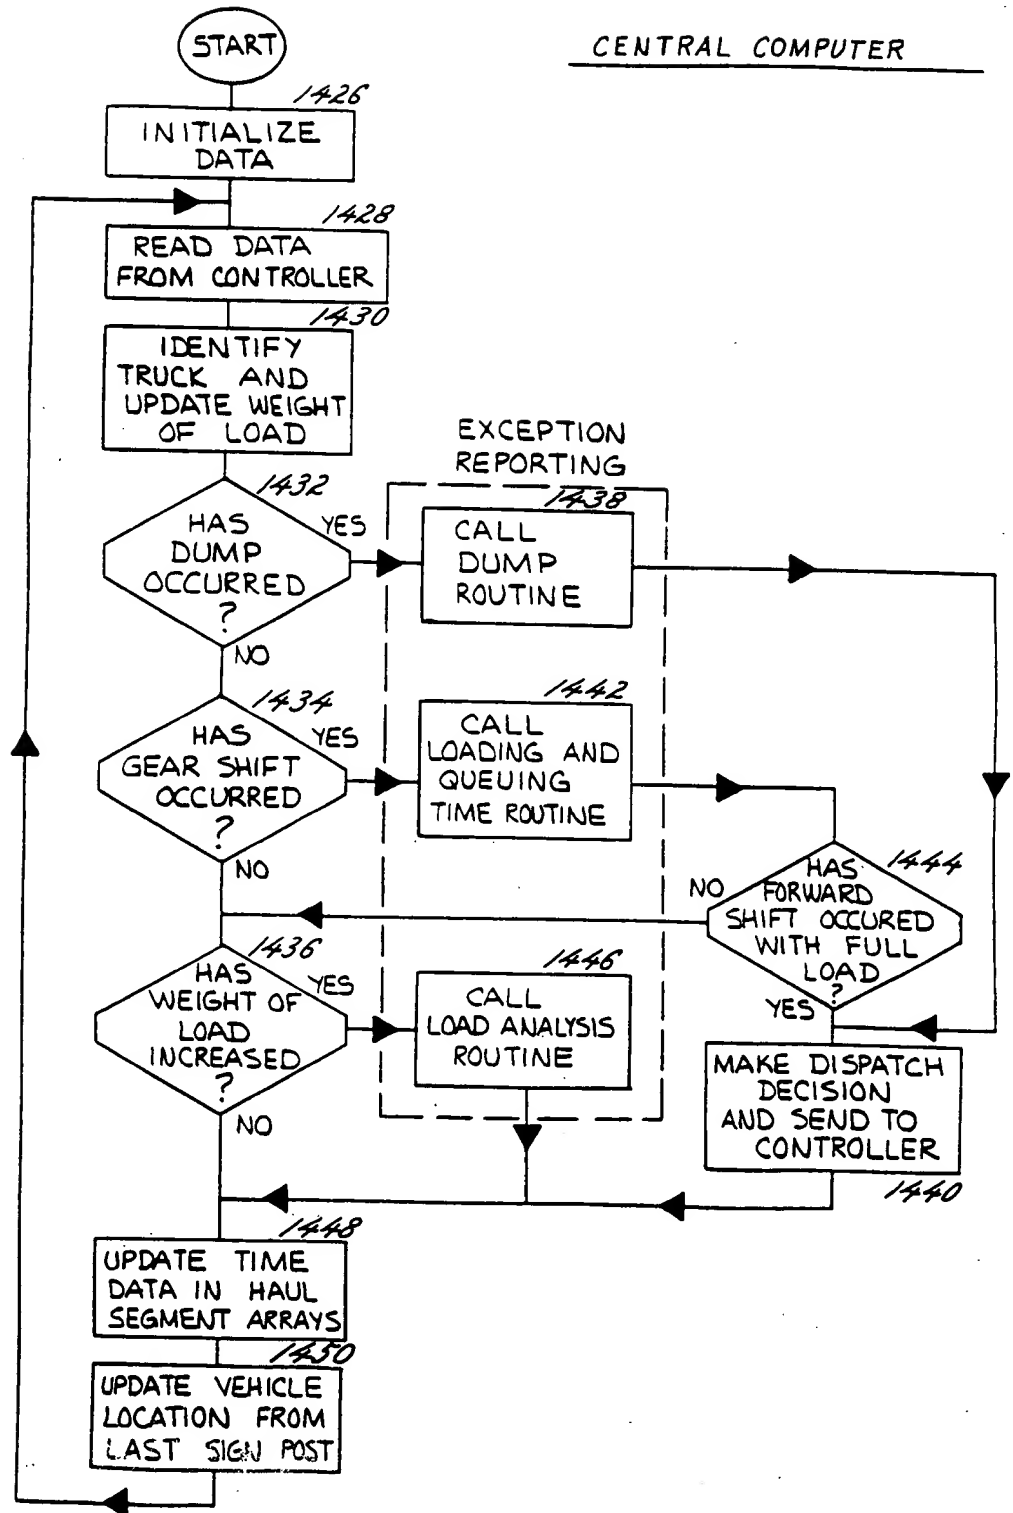 START
CENTRAL COMPUTER
1426
INITIALIZE
DATA
1428
READ DATA
FROM CONTROLLER
1430
IDENTIFY
TRUCK AND
UPDATE WEIGHT
OF LOAD
EXCEPTION
REPORTING
1432
HAS
DUMP
OCCURRED
?
YES
NO
1438
CALL
DUMP
ROUTINE
1434
HAS
GEAR SHIFT
OCCURRED
?
YES
NO
1442
CALL
LOADING AND
QUEUING
TIME ROUTINE
1444
HAS
FORWARD
SHIFT OCCURED
WITH FULL
LOAD
?
NO
YES
1436
HAS
WEIGHT OF
LOAD
INCREASED
?
YES
NO
1446
CALL
LOAD ANALYSIS
ROUTINE
MAKE DISPATCH
DECISION
AND SEND TO
CONTROLLER
1440
1448
UPDATE TIME
DATA IN HAUL
SEGMENT ARRAYS
1450
UPDATE VEHICLE
LOCATION FROM
LAST SIGN POST